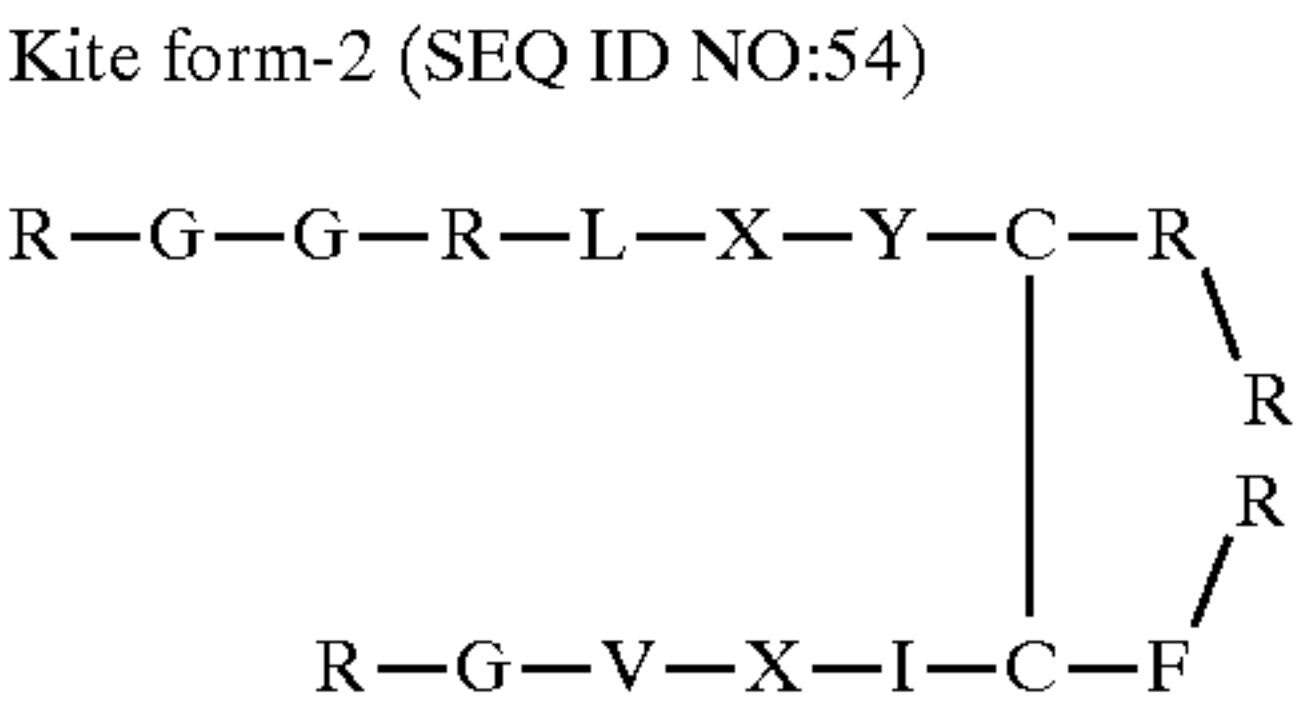 Kite form-2 (SEQ ID NO:54)
R—G—G—R—L—X—Y—C—R
R
R
R—G—V—X—I—C—F